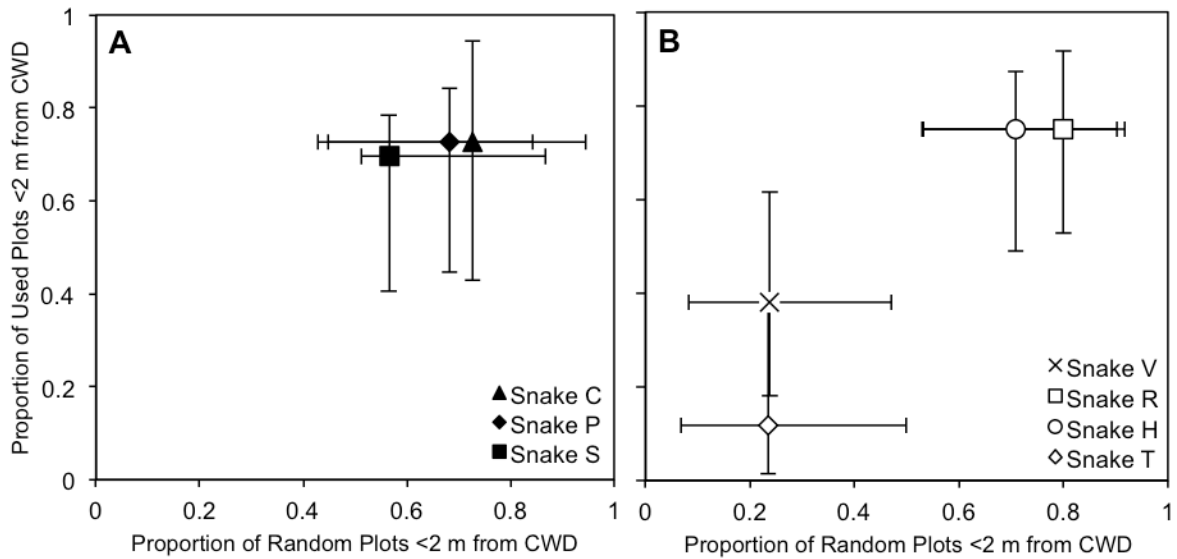 A
B
Proportion of Used Plots <2 m from CWD
1
0.8
0.6
0.4
0.2
0
Snake C
Snake P
Snake S
Snake V
Snake R
Snake H
Snake T
0 0.2 0.4 0.6 0.8 1
0 0.2 0.4 0.6 0.8 1
Proportion of Random Plots <2 m from CWD
Proportion of Random Plots <2 m from CWD